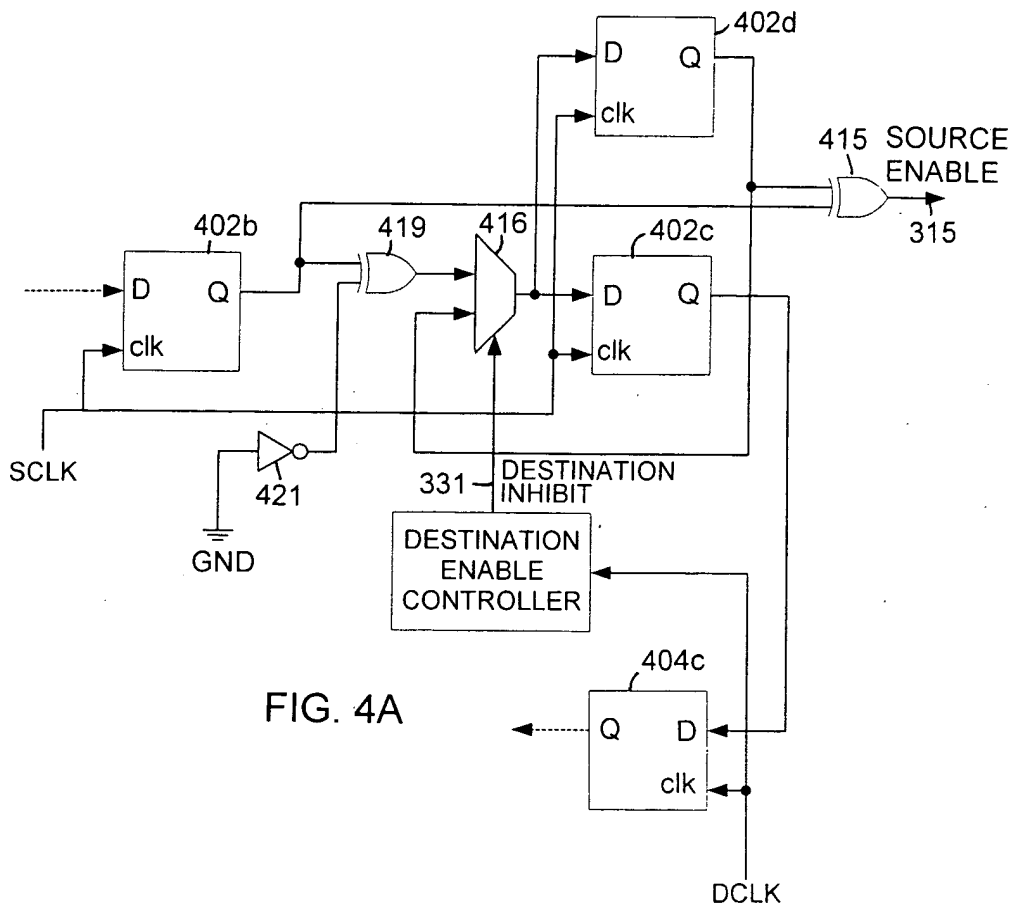 402d
D Q
clk
415 SOURCE
ENABLE
315
402b
D Q
clk
419
416
402c
D Q
clk
SCLK
421
GND
331 DESTINATION
INHIBIT
DESTINATION
ENABLE
CONTROLLER
404c
Q D
clk
FIG. 4A
DCLK